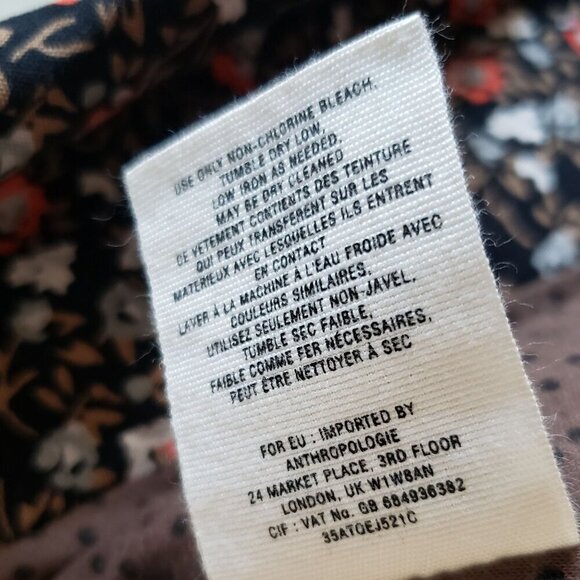 USE ONLY NON-CHLORINE BLEACH.
TUMBLE DRY LOW,
LOW IRON AS NEEDED,
MAY BE DRY CLEANED
CE VETEMENT CONTIENTS DES TEINTURE
QUI PEUX TRANSFERENT SUR LES
MATERIEUX AVEC LESQUELLES ILS ENTRENT
EN CONTACT
LAVER À LA MACHINE À L'EAU FROIDE AVEC
COULEURS SIMILAIRES,
UTILISEZ SEULEMENT NON-JAVEL,
TUMBLE SEC FAIBLE,
FAIBLE COMME FER NÉCESSAIRES,
PEUT ÊTRE NETTOYER À SEC
FOR EU : IMPORTED BY
ANTHROPOLOGIE
24 MARKET PLACE, 3RD FLOOR
LONDON, UK W1W8AN
CIF : VAT No. GB 684936382
35ATOEJ521C